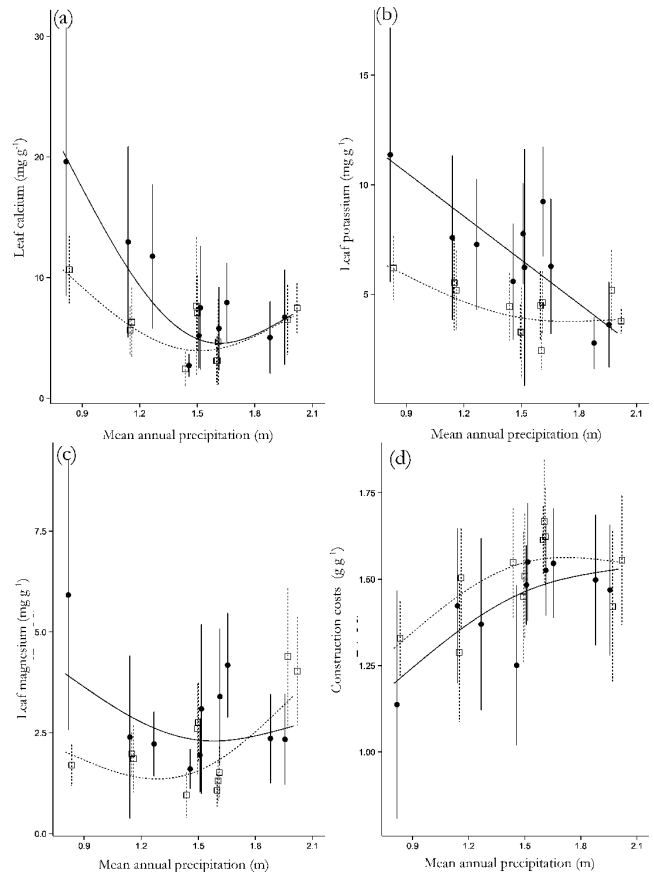 (a)
30
20
10
0
Leaf calcium (mg g-1)
0.9 1.2 1.5 1.8 2.1
Mean annual precipitation (m)
(b)
15
10
5
Leaf potassium (mg g-1)
0.9 1.2 1.5 1.8 2.1
Mean annual precipitation (m)
(c)
7.5
5.0
2.5
0.0
Leaf magnesium (mg g-1)
0.9 1.2 1.5 1.8 2.1
Mean annual precipitation (m)
(d)
1.75
1.50
1.25
1.00
Construction costs (g g-1)
0.9 1.2 1.5 1.8 2.1
Mean annual precipitation (m)